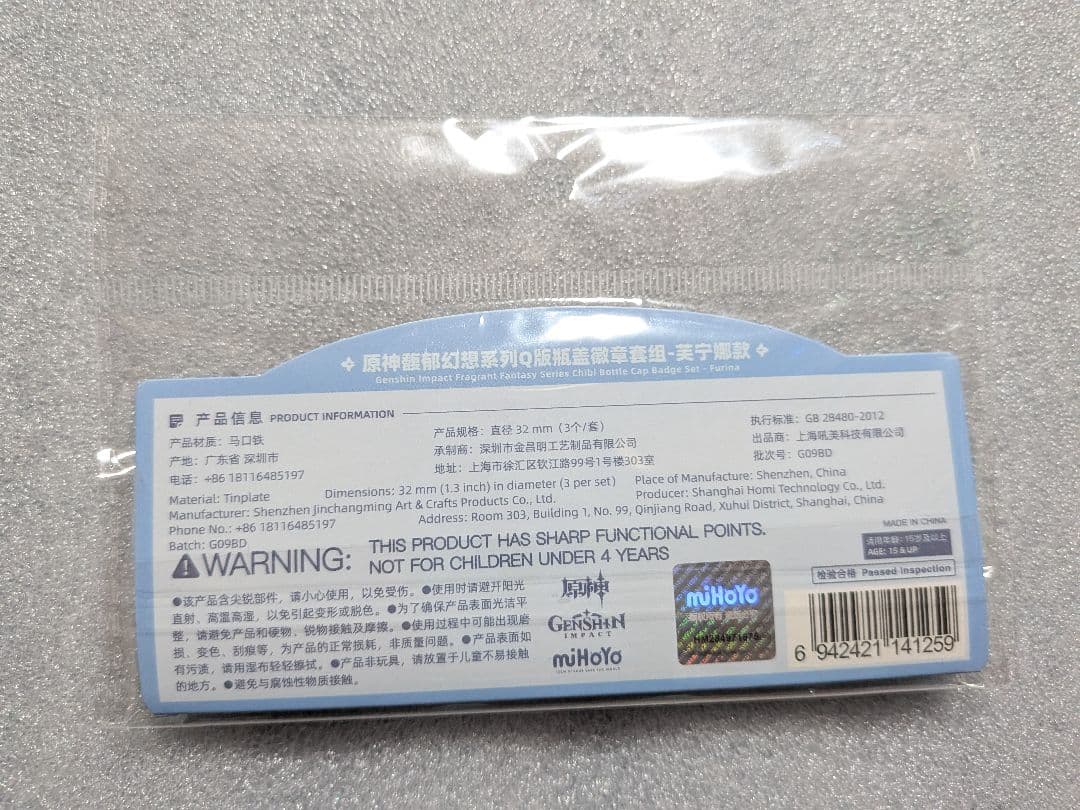 原神馥郁幻想系列Q版瓶盖徽章套组-芙宁娜款
Genshin Impact Fragrant Fantasy Series Chibi Bottle Cap Badge Set - Furina
产品信息 PRODUCT INFORMATION
产品材质：马口铁 产品规格：直径 32 mm（3个/套） 执行标准：GB 28480-2012
产地：广东省 深圳市 承制商：深圳市金昌明工艺制品有限公司 出品商：上海吼美科技有限公司
电话：+86 18116485197 地址：上海市徐汇区钦江路99号1号楼303室 批次号：G09BD
Material: Tinplate Dimensions: 32 mm (1.3 inch) in diameter (3 per set) Place of Manufacture: Shenzhen, China
Manufacturer: Shenzhen Jinchangming Art & Crafts Products Co., Ltd. Producer: Shanghai Homi Technology Co., Ltd.
Phone No.: +86 18116485197 Address: Room 303, Building 1, No. 99, Qinjiang Road, Xuhui District, Shanghai, China
Batch: G09BD
MADE IN CHINA
WARNING: THIS PRODUCT HAS SHARP FUNCTIONAL POINTS.
NOT FOR CHILDREN UNDER 4 YEARS
适用年龄：15岁及以上
AGE: 15 & UP
检验合格 Passed Inspection
●该产品含尖锐部件，请小心使用，以免受伤。●使用时请避开阳光
直射、高温高湿，以免引起变形或脱色。●为了确保产品表面光洁平
整，请避免产品和硬物、锐物接触及摩擦。●使用过程中可能出现磨
损、变色、刮痕等，为产品的正常损耗，非质量问题。●产品表面如
有污渍，请用湿布轻轻擦拭。●产品非玩具，请放置于儿童不易接触
的地方。●避免与腐蚀性物质接触。
原神
GENSHIN
IMPACT
miHoYo
TECH OTAKUS SAVE THE WORLD
miHoYo
6 942421 141259